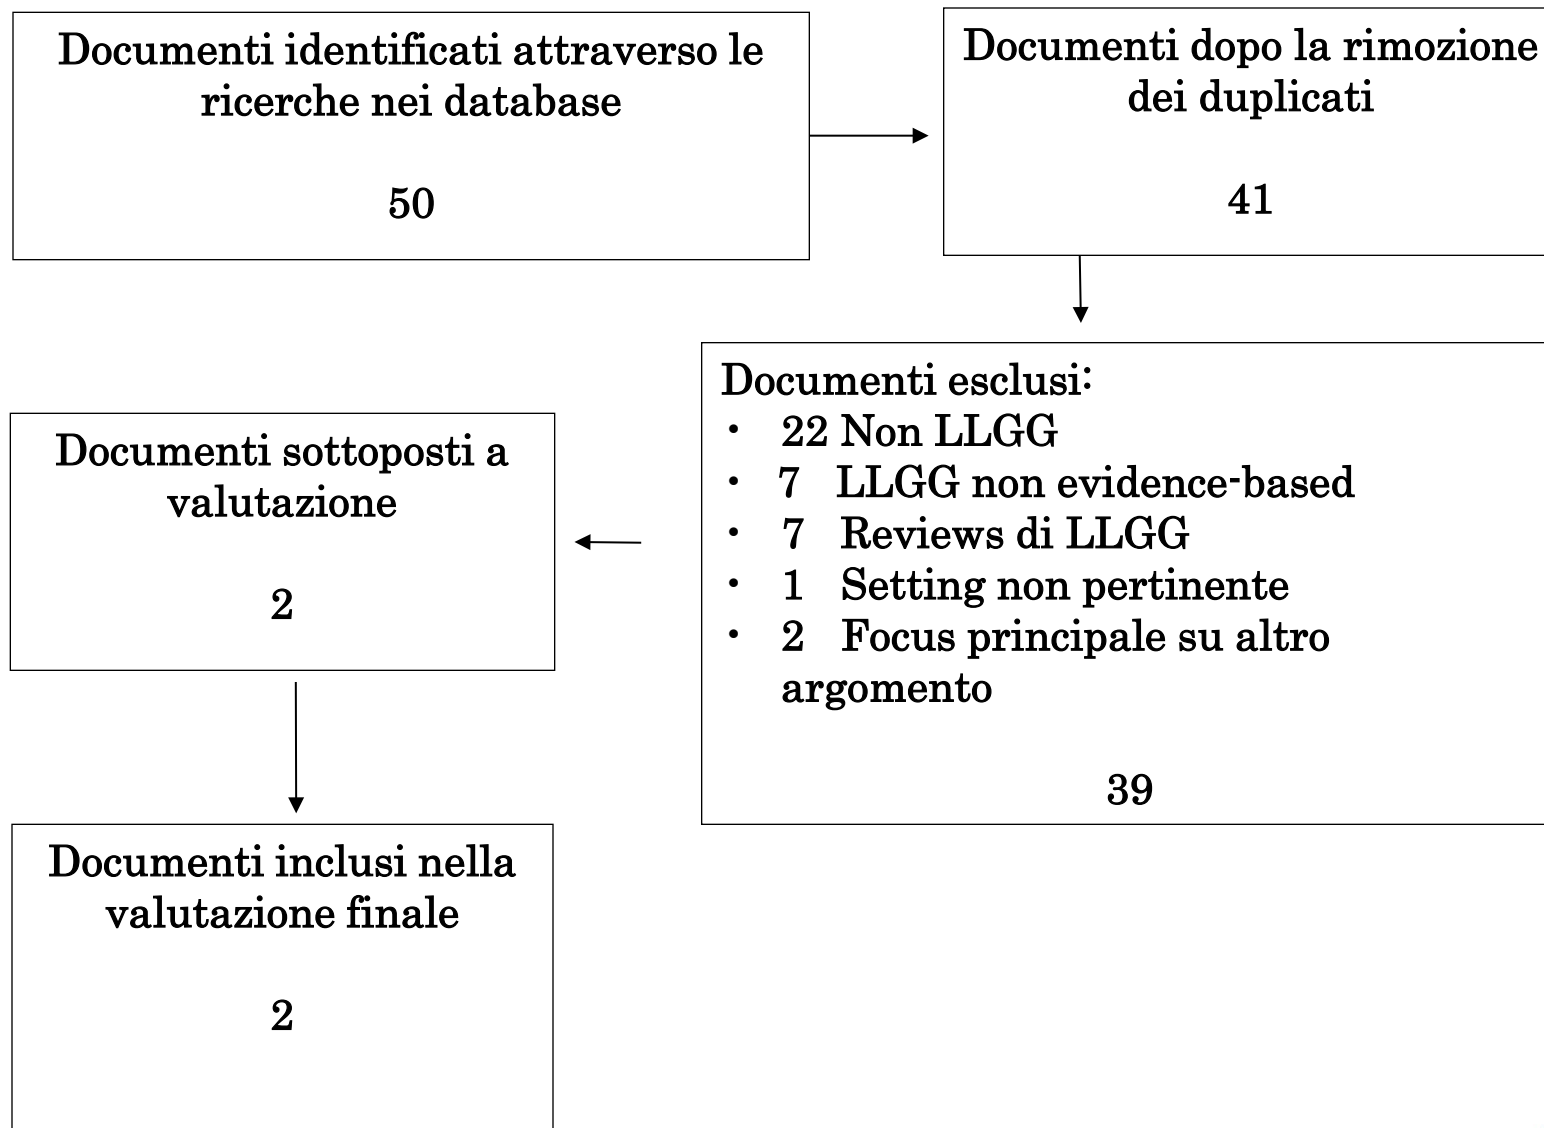 Documenti identificati attraverso le
ricerche nei database
50
Documenti dopo la rimozione
dei duplicati
41
Documenti esclusi:
• 22 Non LLGG
• 7 LLGG non evidence-based
• 7 Reviews di LLGG
• 1 Setting non pertinente
• 2 Focus principale su altro
argomento
39
Documenti sottoposti a
valutazione
2
Documenti inclusi nella
valutazione finale
2